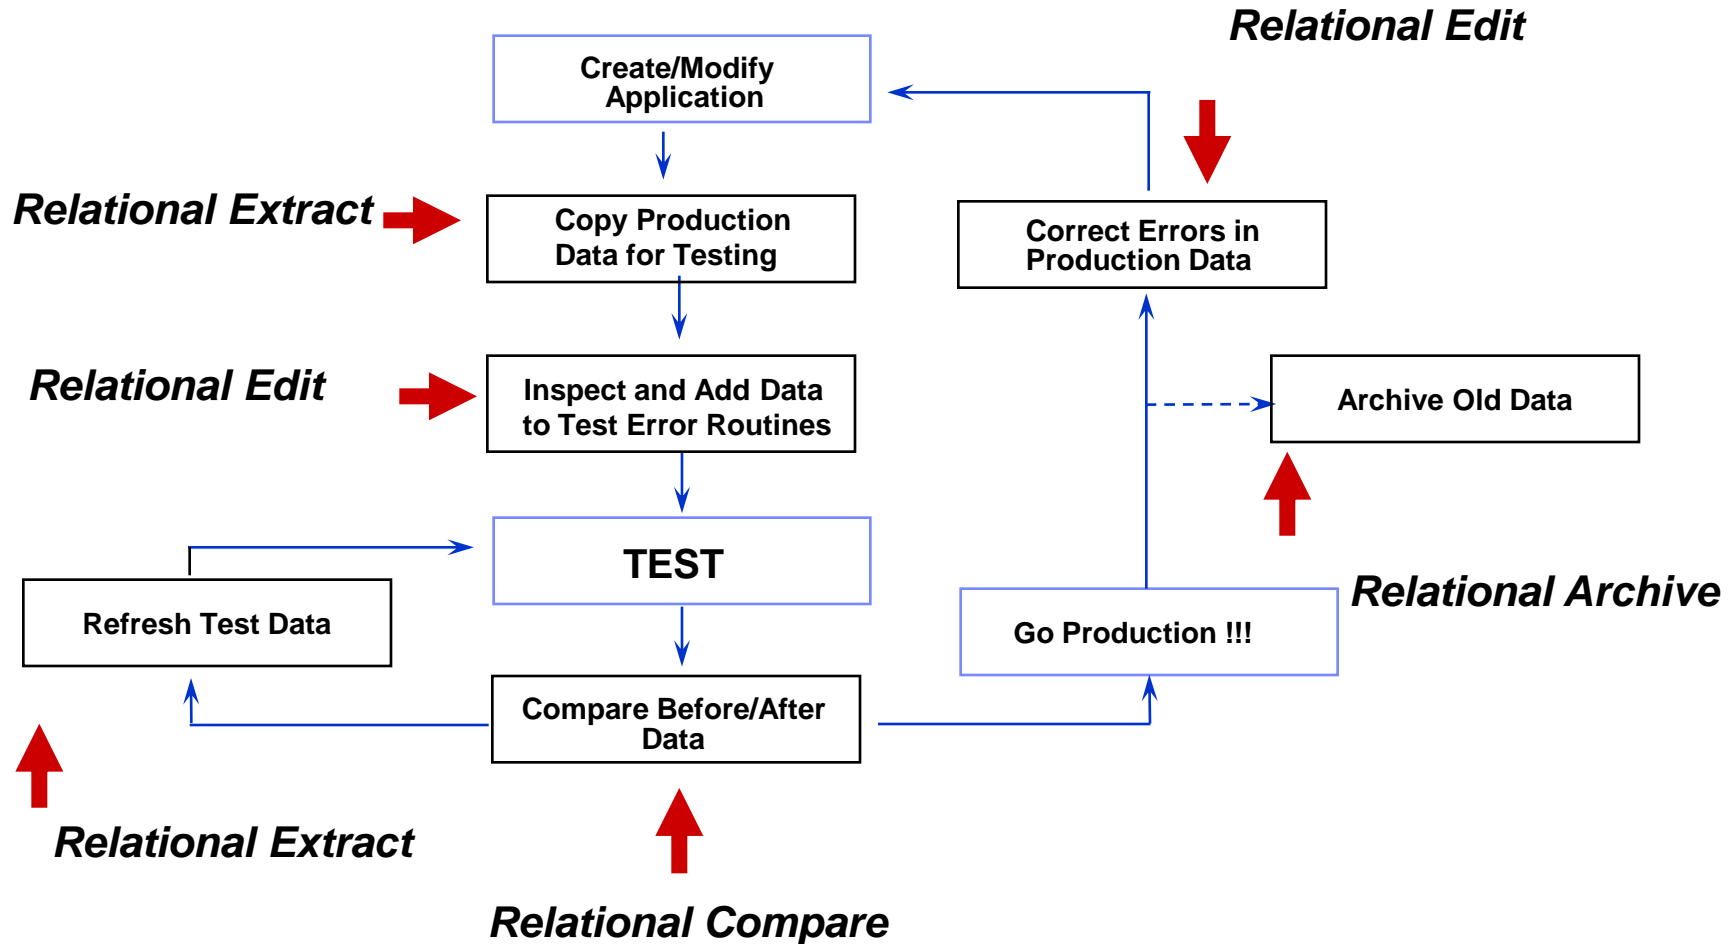 Relational Edit
Create/Modify
Application
Relational Extract
Copy Production
Data for Testing
Correct Errors in
Production Data
Relational Edit
Inspect and Add Data
to Test Error Routines
Archive Old Data
TEST
Refresh Test Data
Relational Archive
Go Production !!!
Compare Before/After
Data
Relational Extract
Relational Compare